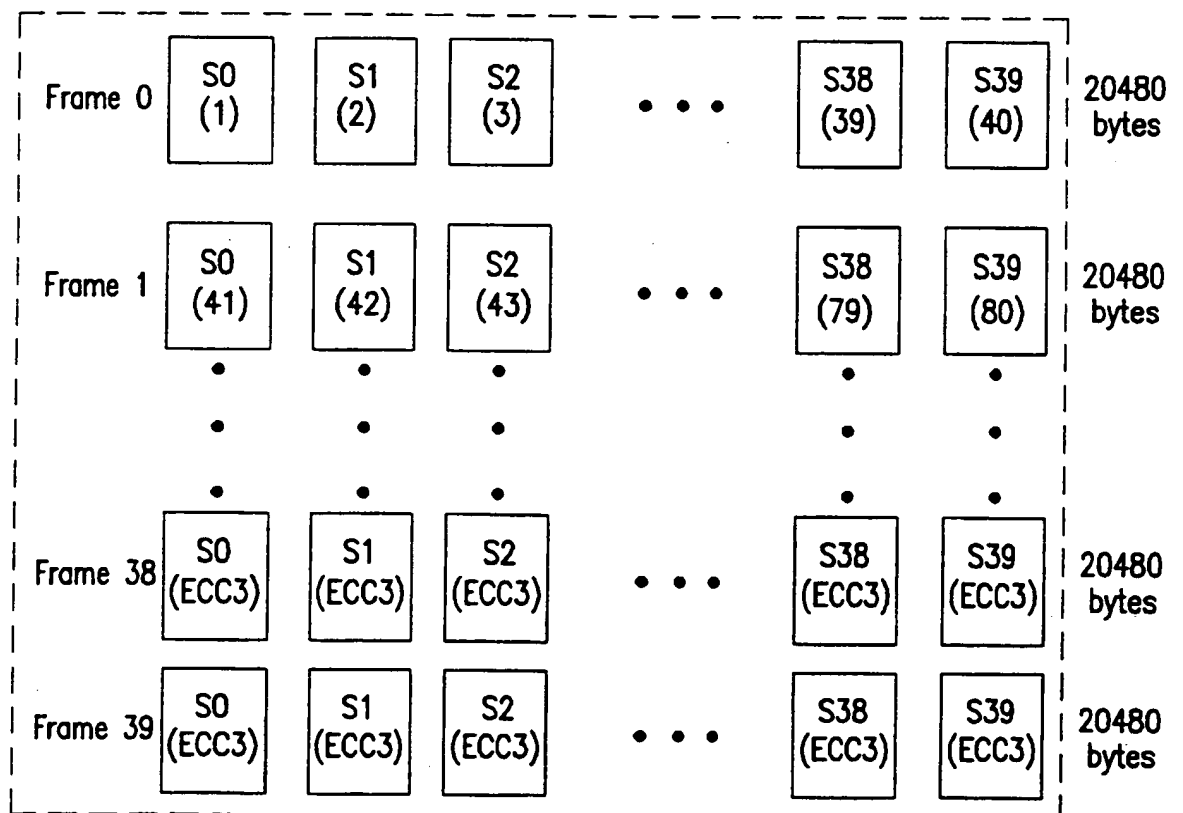 Frame 0 S0 (1) S1 (2) S2 (3) S38 (39) S39 (40) 20480 bytes
Frame 1 S0 (41) S1 (42) S2 (43) S38 (79) S39 (80) 20480 bytes
Frame 38 S0 (ECC3) S1 (ECC3) S2 (ECC3) S38 (ECC3) S39 (ECC3) 20480 bytes
Frame 39 S0 (ECC3) S1 (ECC3) S2 (ECC3) S38 (ECC3) S39 (ECC3) 20480 bytes